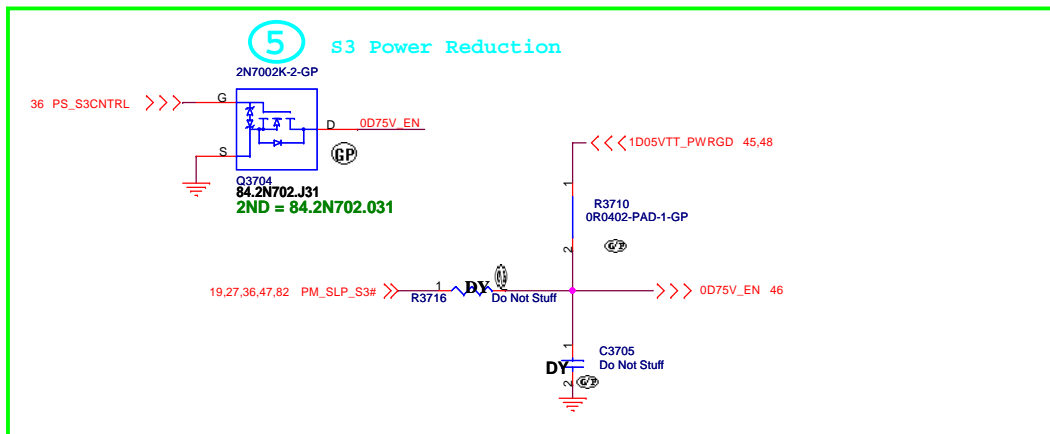 5 S3 Power Reduction
2N7002K-2-GP
36 PS_S3CNTRL
G
D 0D75V_EN
S
GP
Q3704
84.2N702.J31
2ND = 84.2N702.031
1D05VTT_PWRGD 45,48
1
R3710
0R0402-PAD-1-GP
2
G/P
19,27,36,47,82 PM_SLP_S3#
1
R3716
DY
Do Not Stuff
0D75V_EN 46
1
C3705
DY
Do Not Stuff
2
G/P